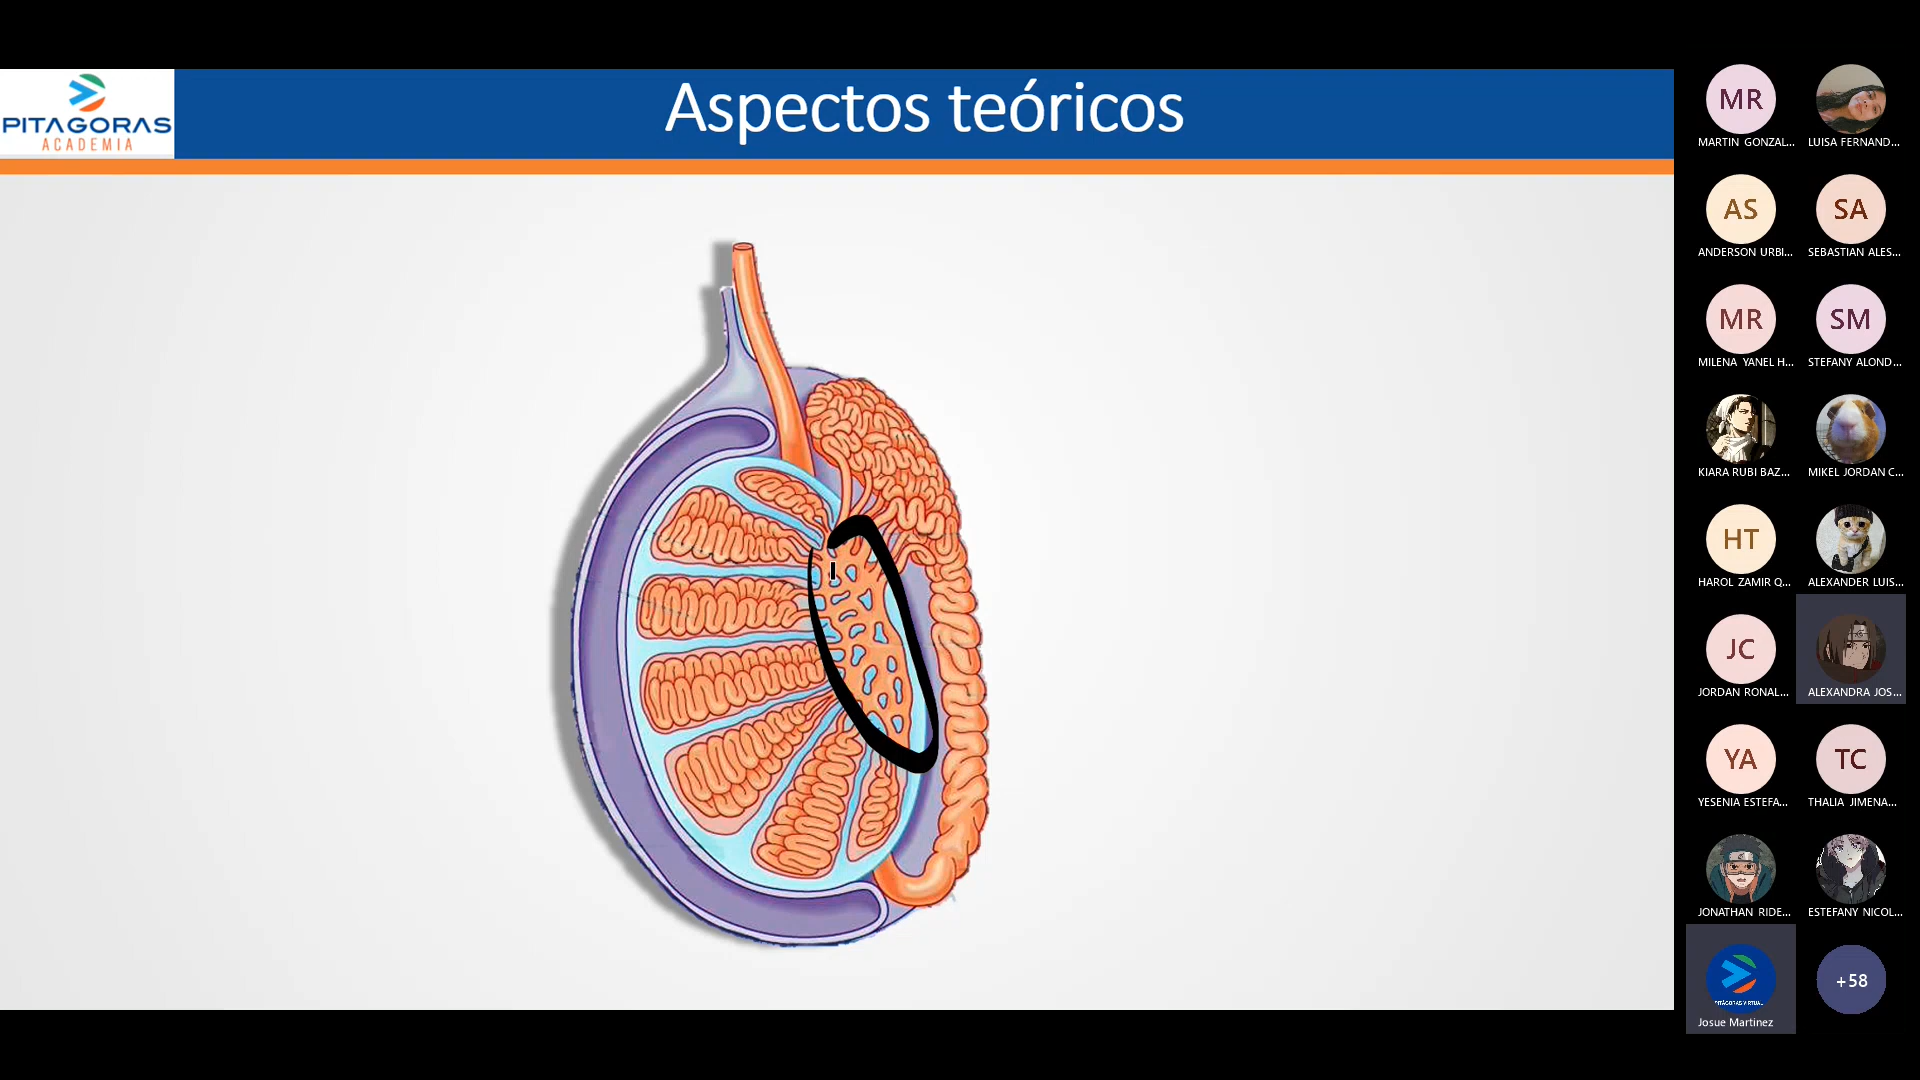 Aspectos teóricos
PITAGORAS
ACADEMIA
MR
MARTIN GONZAL...
LUISA FERNAND...
AS
ANDERSON URBI...
SA
SEBASTIAN ALES...
MR
MILENA YANEL H...
SM
STEFANY ALOND...
KIARA RUBI BAZ...
MIKEL JORDAN C...
HT
HAROL ZAMIR Q...
ALEXANDER LUIS...
JC
JORDAN RONAL...
ALEXANDRA JOS...
YA
YESENIA ESTEFA...
TC
THALIA JIMENA...
JONATHAN RIDE...
ESTEFANY NICOL...
PITÁGORAS VIRTUAL
Josue Martinez
+58